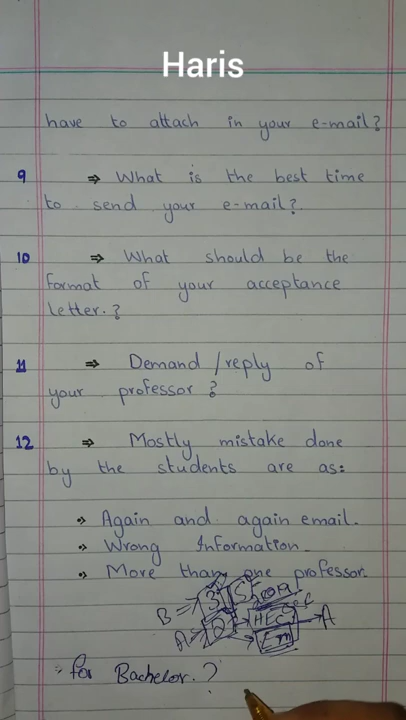 Haris
have to attach in your e-mail?
9 ⇒ What is the best time
to send your e-mail?.
10 ⇒ What should be the
format of your acceptance
letter.?
11 ⇒ Demand/reply of
your professor?
12 ⇒ Mostly mistake done
by the students are as:
Again and again email.
Wrong Information.
More than one professor.
B ⇒ 3
A ⇒
HEC → A
for Bachelor.?